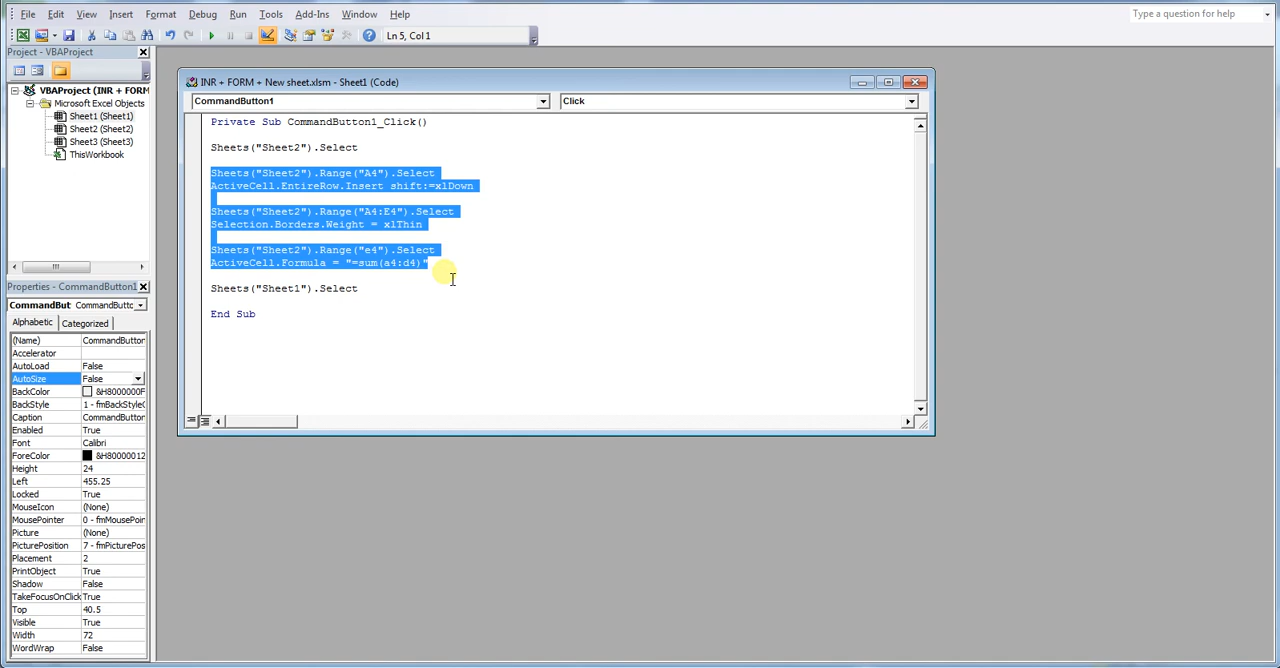 File Edit View Insert Format Debug Run Tools Add-Ins Window Help
Type a question for help
Ln 5, Col 1
Project - VBAProject
VBAProject (INR + FORM
Microsoft Excel Objects
Sheet1 (Sheet1)
Sheet2 (Sheet2)
Sheet3 (Sheet3)
ThisWorkbook
Properties - CommandButton1
CommandBut CommandButtc
Alphabetic Categorized
(Name) CommandButton
Accelerator
AutoLoad False
AutoSize False
BackColor &H8000000F
BackStyle 1 - fmBackStyleO
Caption CommandButton
Enabled True
Font Calibri
ForeColor &H80000012
Height 24
Left 455.25
Locked True
MouseIcon (None)
MousePointer 0 - fmMousePoin
Picture (None)
PicturePosition 7 - fmPicturePos
Placement 2
PrintObject True
Shadow False
TakeFocusOnClick True
Top 40.5
Visible True
Width 72
WordWrap False
INR + FORM + New sheet.xlsm - Sheet1 (Code)
CommandButton1 Click
Private Sub CommandButton1_Click()
Sheets("Sheet2").Select
Sheets("Sheet2").Range("A4").Select
ActiveCell.EntireRow.Insert shift:=xlDown
Sheets("Sheet2").Range("A4:E4").Select
Selection.Borders.Weight = xlThin
Sheets("Sheet2").Range("e4").Select
ActiveCell.Formula = "=sum(a4:d4)"
Sheets("Sheet1").Select
End Sub